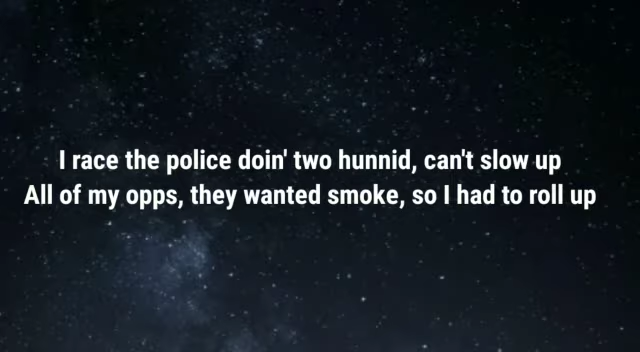 I race the police doin' two hunnid, can't slow up
All of my opps, they wanted smoke, so I had to roll up